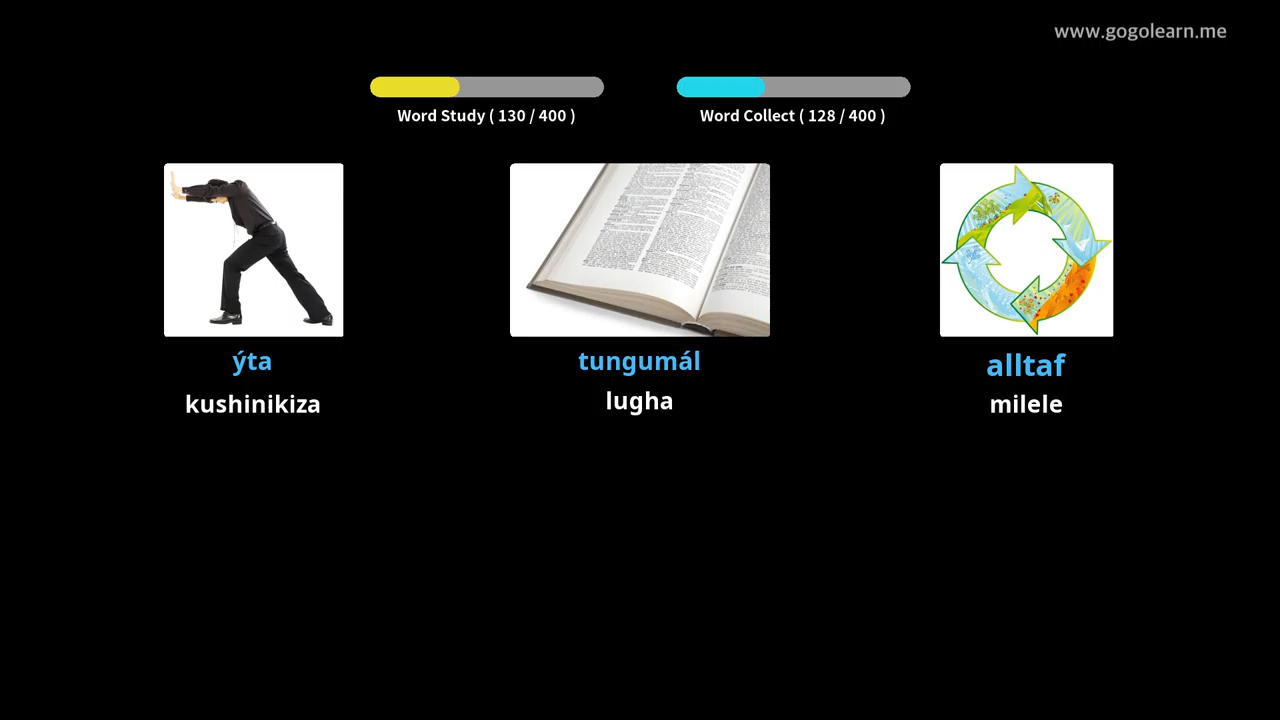 www.gogolearn.me
Word Study ( 130 / 400 )
Word Collect ( 128 / 400 )
ýta
tungumál
alltaf
kushinikiza
lugha
milele